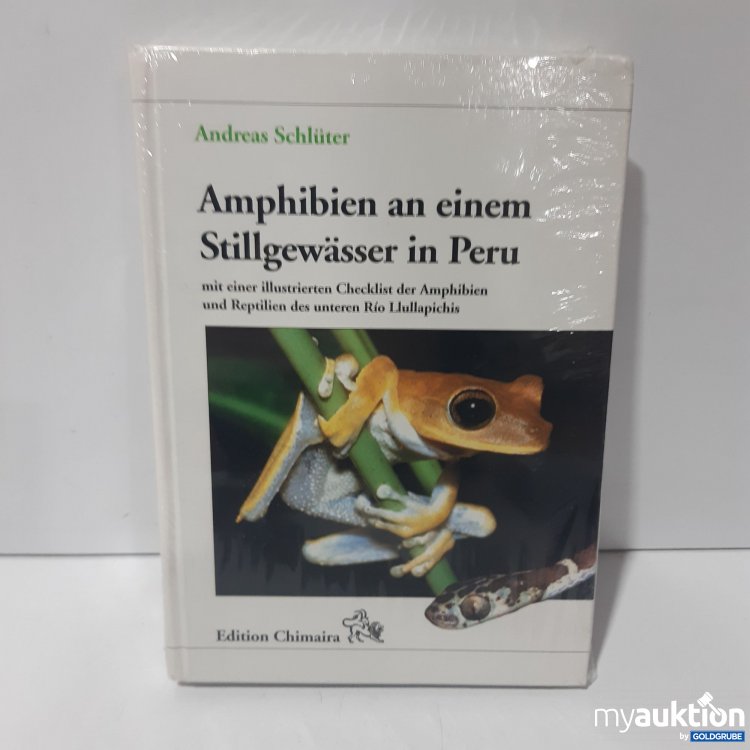 Andreas Schlüter
Amphibien an einem
Stillgewässer in Peru
mit einer illustrierten Checklist der Amphibien
und Reptilien des unteren Río Llullapichis
Edition Chimaira
myauktion
by GOLDGRUBE